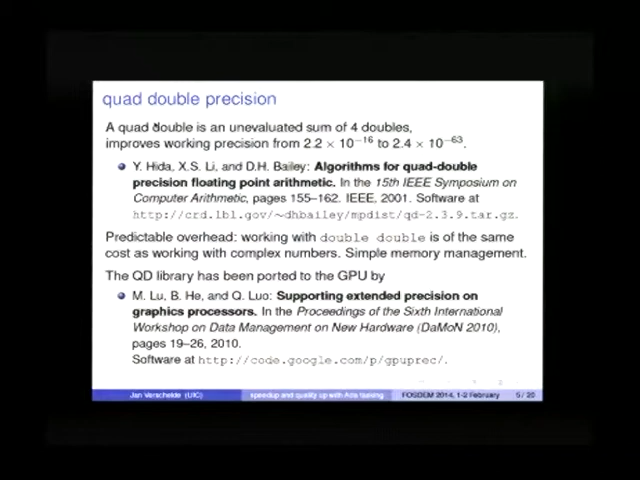 quad double precision
A quad double is an unevaluated sum of 4 doubles,
improves working precision from 2.2 × 10⁻¹⁶ to 2.4 × 10⁻⁶³.
Y. Hida, X.S. Li, and D.H. Bailey: Algorithms for quad-double
precision floating point arithmetic. In the 15th IEEE Symposium on
Computer Arithmetic, pages 155–162. IEEE, 2001. Software at
http://crd.lbl.gov/∼dhbailey/mpdist/qd-2.3.9.tar.gz.
Predictable overhead: working with double double is of the same
cost as working with complex numbers. Simple memory management.
The QD library has been ported to the GPU by
M. Lu, B. He, and Q. Luo: Supporting extended precision on
graphics processors. In the Proceedings of the Sixth International
Workshop on Data Management on New Hardware (DaMoN 2010),
pages 19–26, 2010.
Software at http://code.google.com/p/gpuprec/.
Jan Verschelde (UIC) speedup and quality up with Ada tasking FOSDEM 2014, 1-2 February 5 / 20